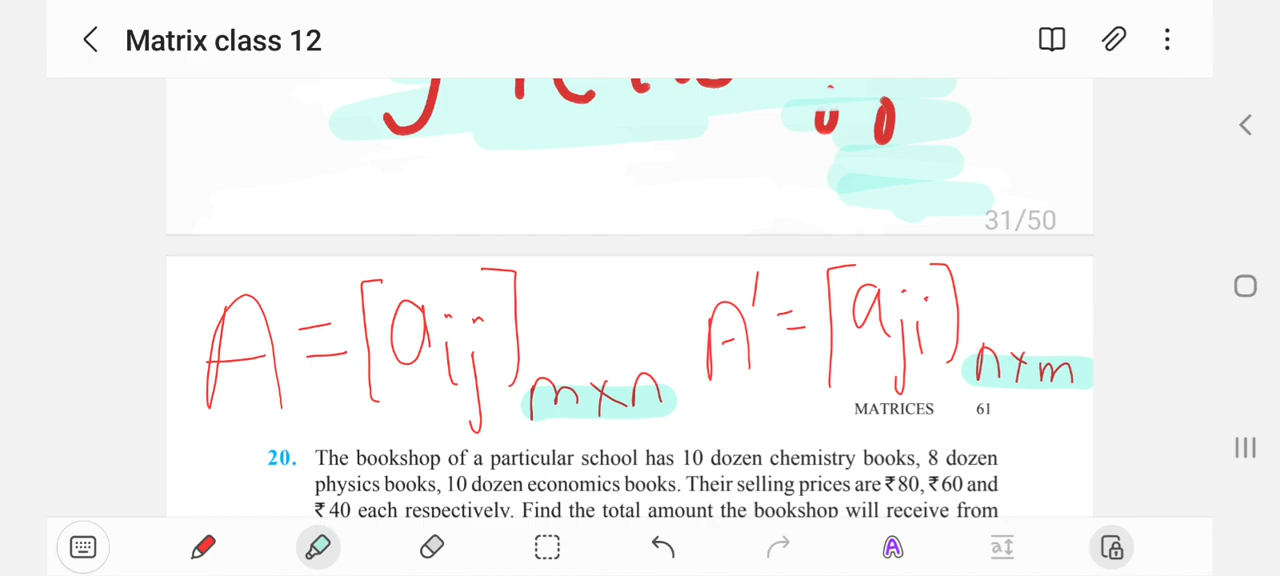 Matrix class 12
31/50
A = [aij] m×n A' = [aji] n×m
MATRICES 61
20. The bookshop of a particular school has 10 dozen chemistry books, 8 dozen
physics books, 10 dozen economics books. Their selling prices are ₹80, ₹60 and
₹40 each respectively. Find the total amount the bookshop will receive from